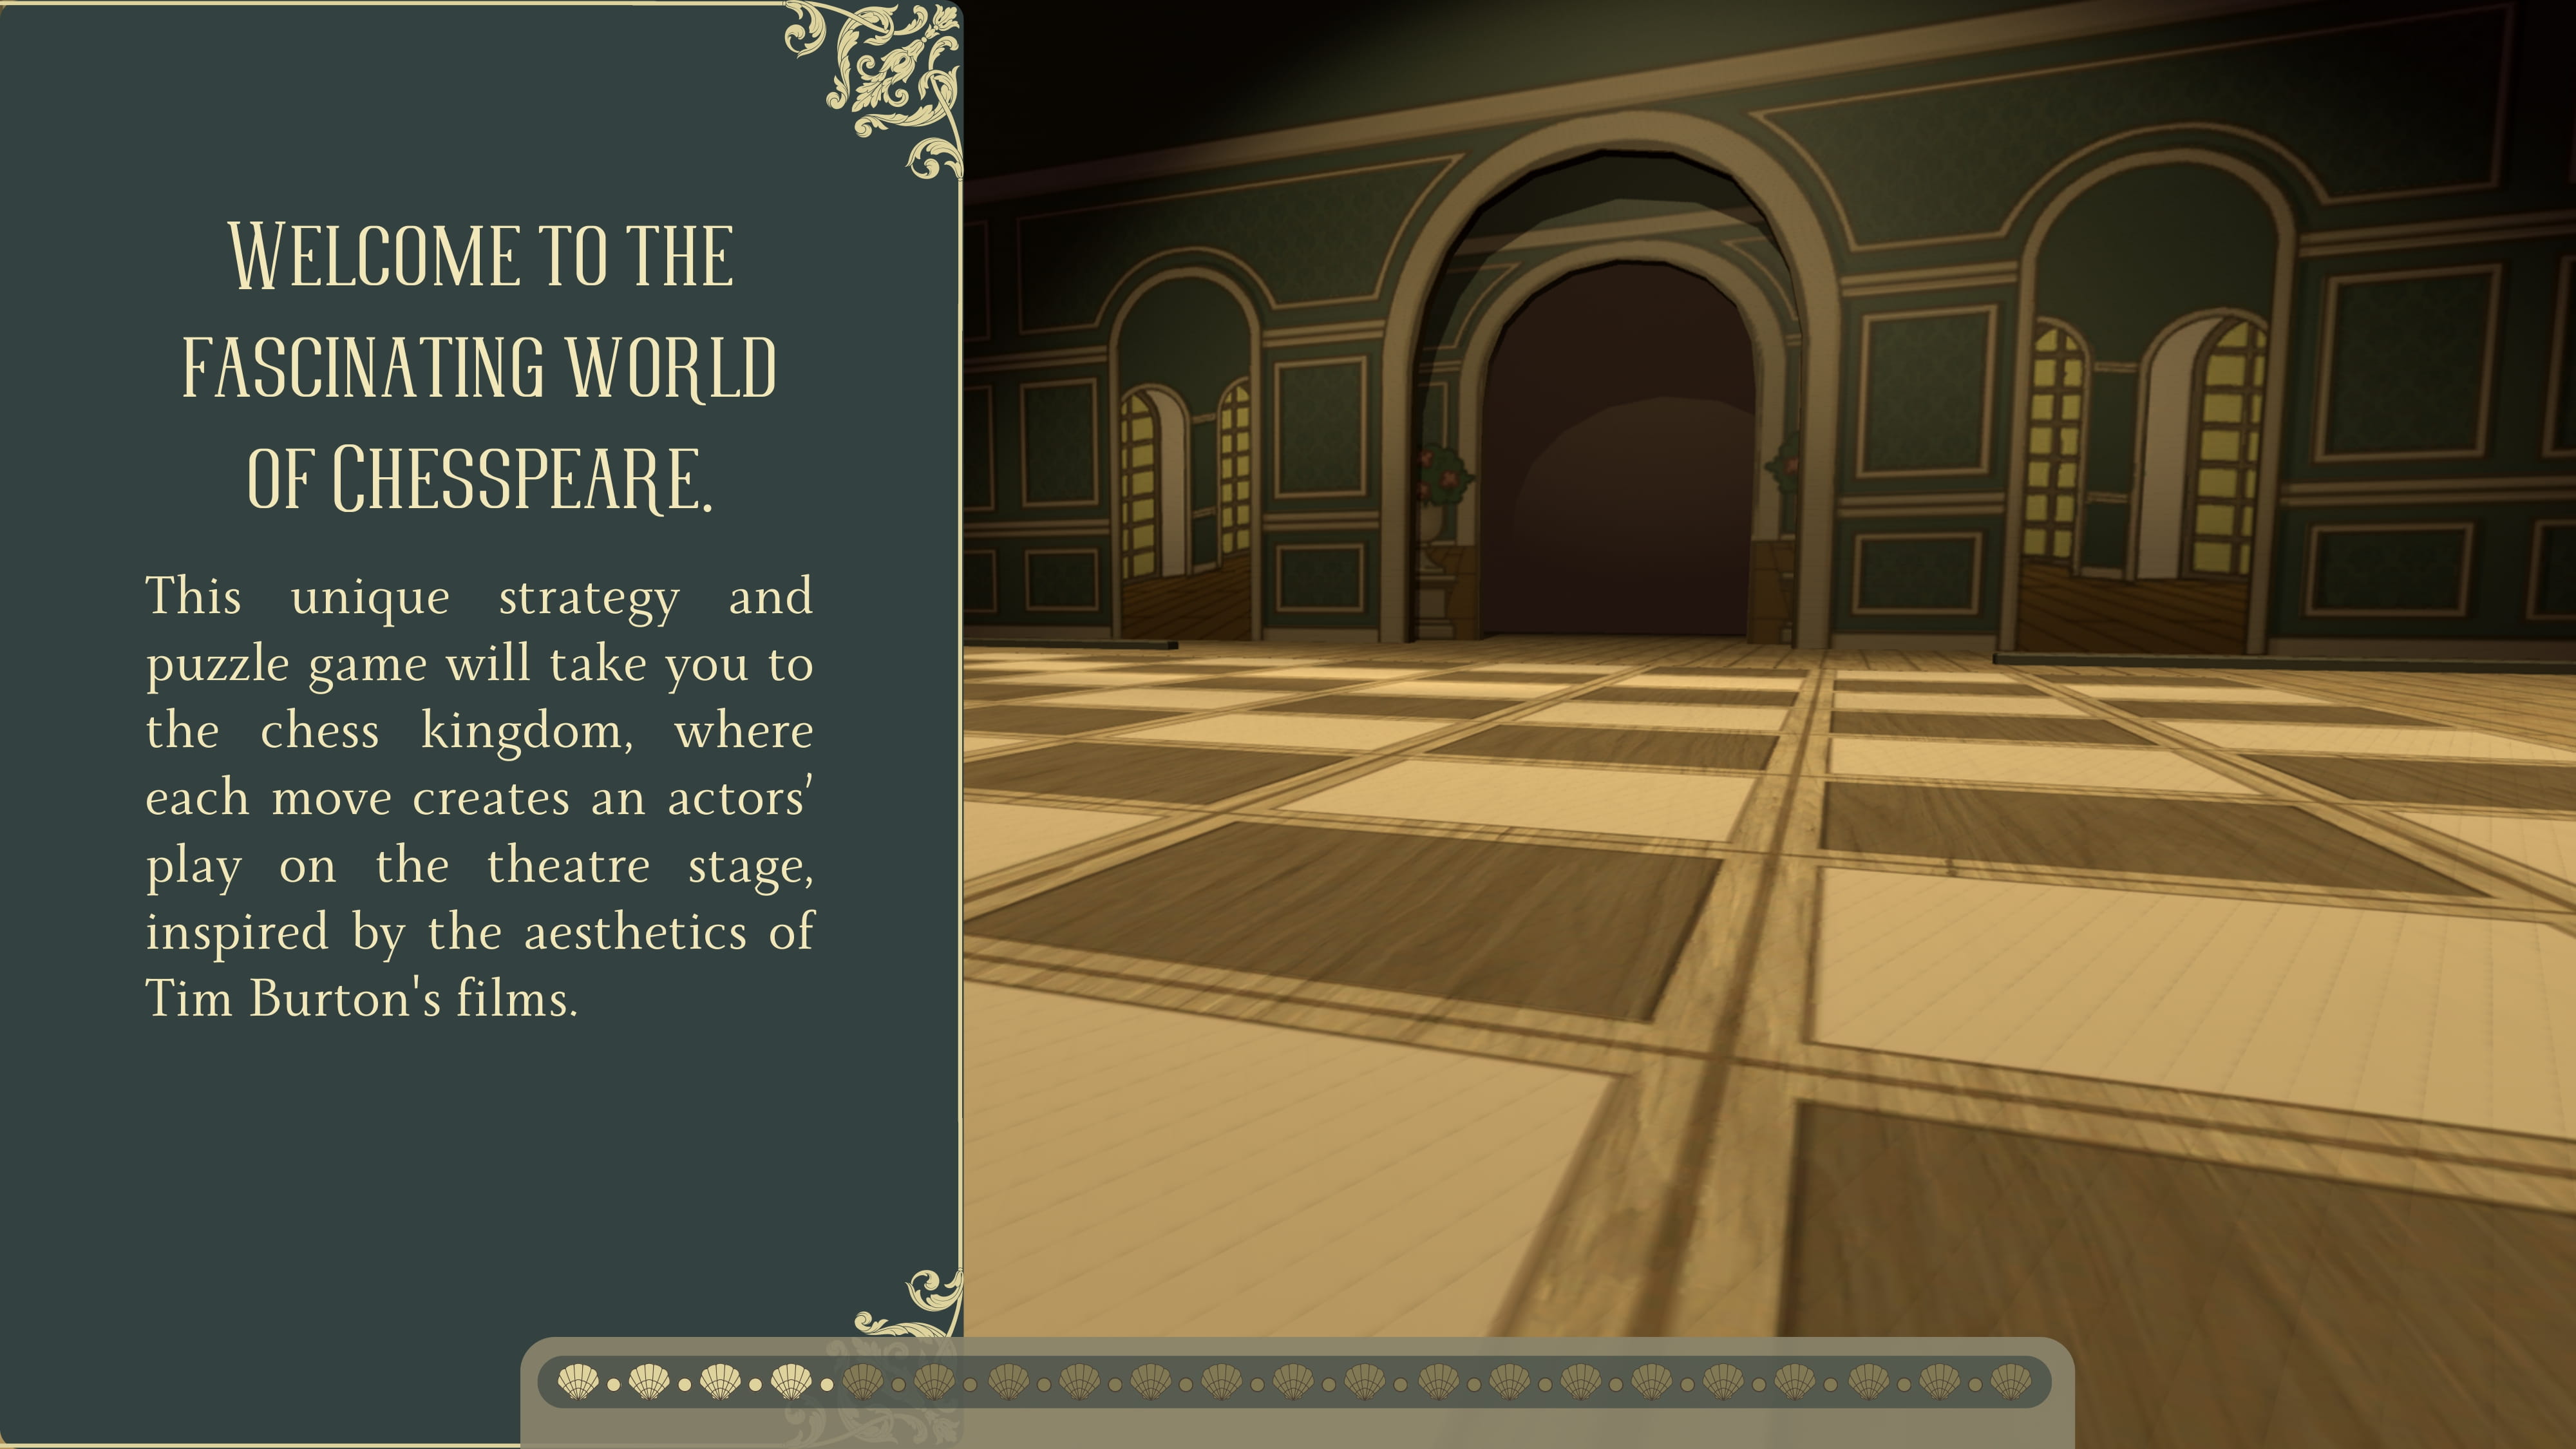 Welcome to the
fascinating world
of Chesspeare.
This unique strategy and
puzzle game will take you to
the chess kingdom, where
each move creates an actors’
play on the theatre stage,
inspired by the aesthetics of
Tim Burton's films.